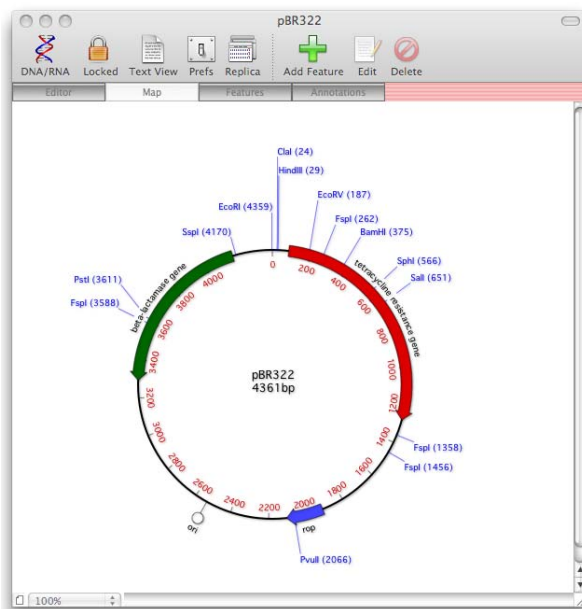 pBR322
DNA/RNA Locked Text View Prefs Replica Add Feature Edit Delete
Editor Map Features Annotations
ClaI (24)
HindIII (29)
EcoRV (187)
EcoRI (4359)
FspI (262)
BamHI (375)
SspI (4170)
SphI (566)
SalI (651)
PstI (3611)
FspI (3588)
beta-lactamase gene
tetracycline resistance gene
0
200
400
600
800
1000
1200
1400
1600
1800
2000
2200
2400
2600
2800
3000
3200
3400
3600
3800
4000
pBR322
4361bp
FspI (1358)
FspI (1456)
ori
rop
PvuII (2066)
100%